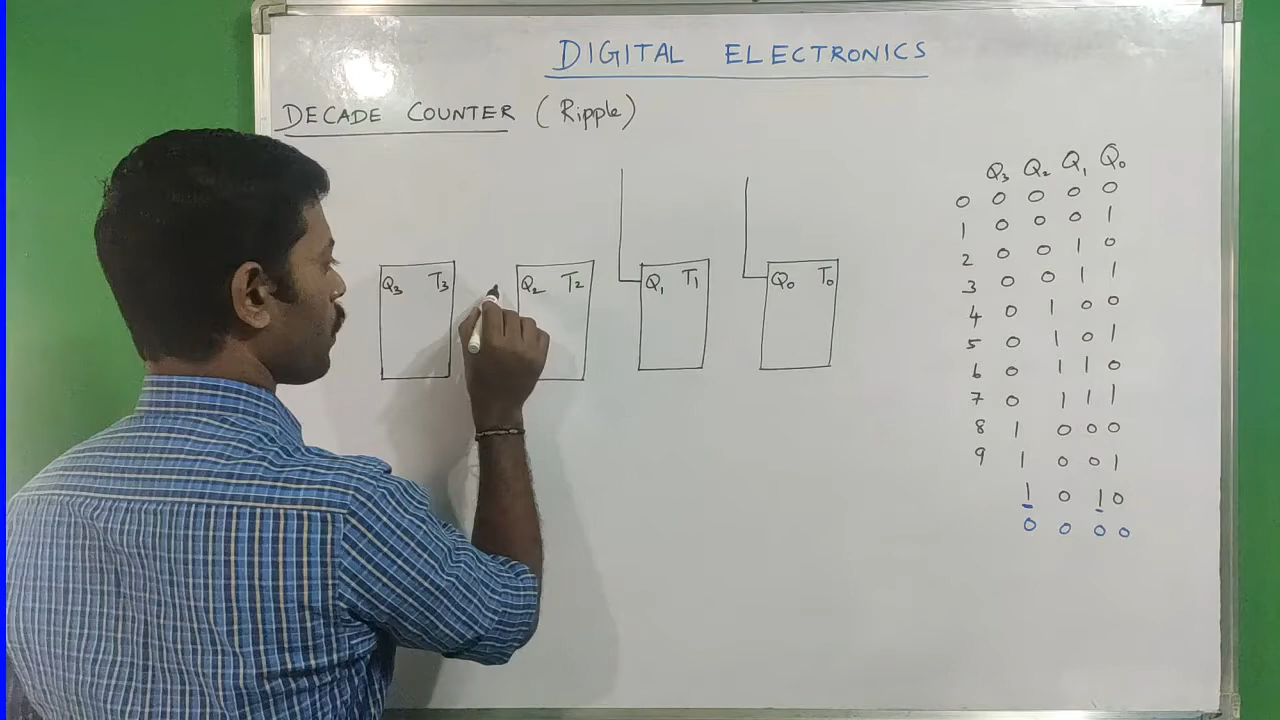 DIGITAL ELECTRONICS
DECADE COUNTER (Ripple)
Q3 T3 Q2 T2 Q1 T1 Q0 T0
Q3 Q2 Q1 Q0
0 0 0 0 0
1 0 0 0 1
2 0 0 1 0
3 0 0 1 1
4 0 1 0 0
5 0 1 0 1
6 0 1 1 0
7 0 1 1 1
8 1 0 0 0
9 1 0 0 1
1 0 1 0
0 0 0 0